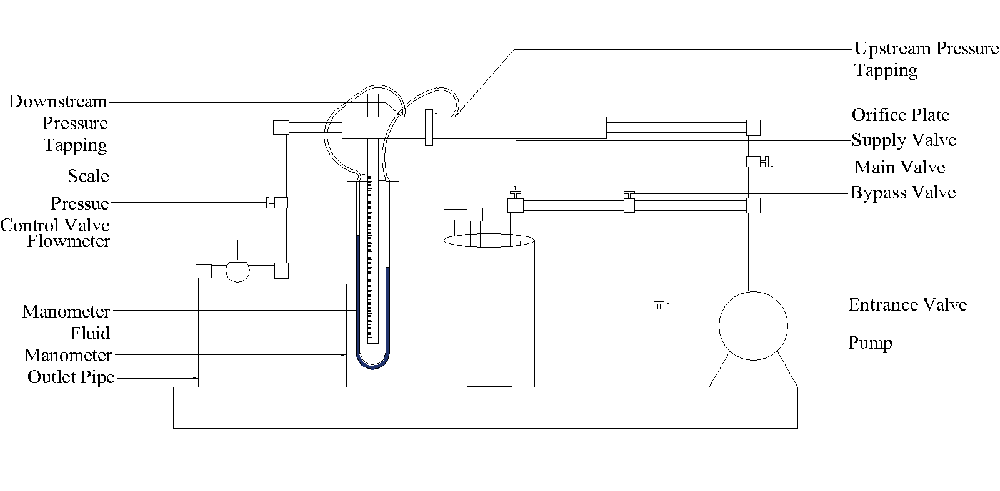 Upstream Pressure
Tapping
Downstream
Pressure
Tapping
Orifice Plate
Supply Valve
Main Valve
Scale
Bypass Valve
Pressue
Control Valve
Flowmeter
Entrance Valve
Manometer
Fluid
Pump
Manometer
Outlet Pipe